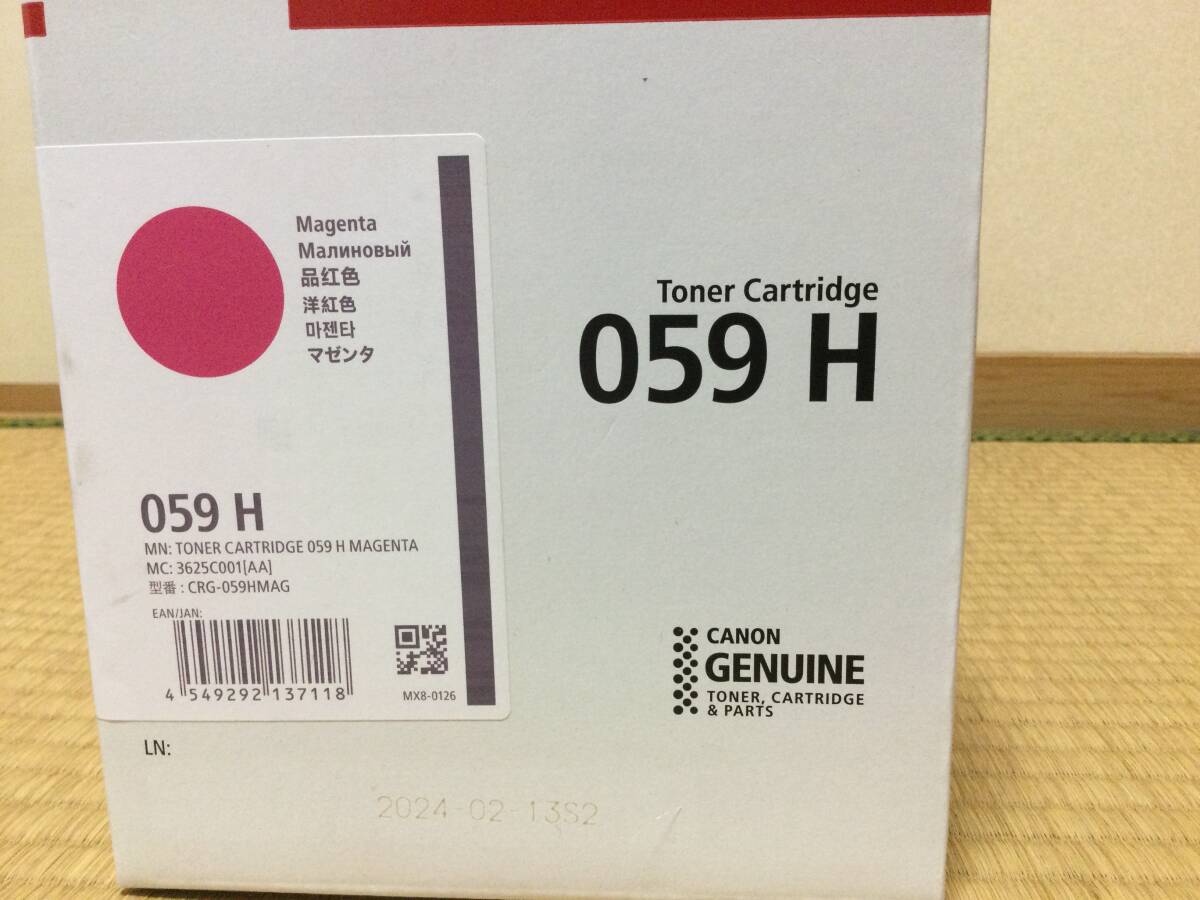 Magenta
Малиновый
品红色
洋紅色
마젠타
マゼンタ
059 H
MN: TONER CARTRIDGE 059 H MAGENTA
MC: 3625C001[AA]
型番 : CRG-059HMAG
EAN/JAN:
4 549292 137118
MX8-0126
LN:
2024-02-13S2
Toner Cartridge
059 H
CANON
GENUINE
TONER, CARTRIDGE
& PARTS